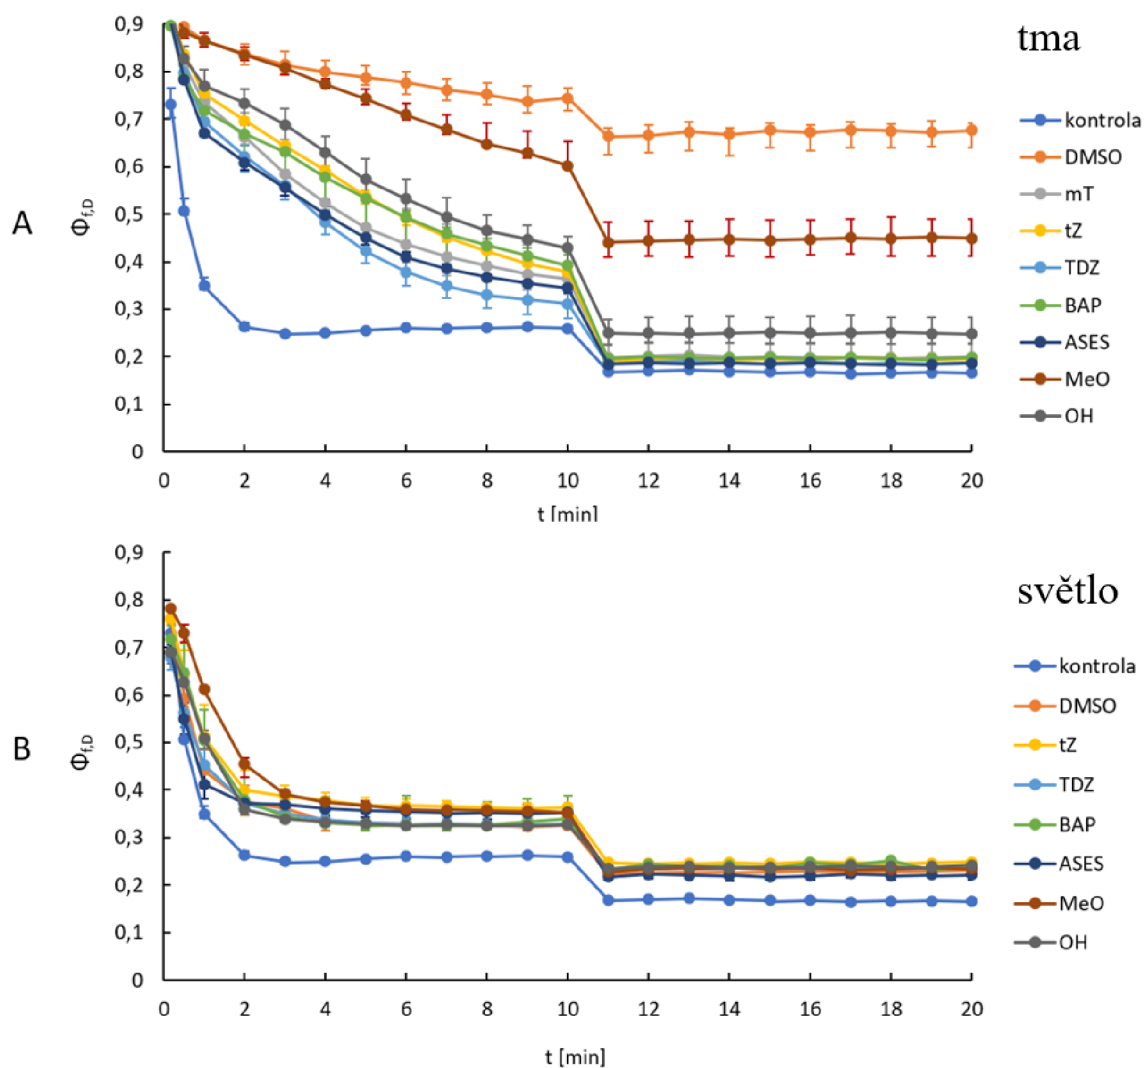 tma
A
Φf,D
0,9
0,8
0,7
0,6
0,5
0,4
0,3
0,2
0,1
0
0 2 4 6 8 10 12 14 16 18 20
t [min]
kontrola
DMSO
mT
tZ
TDZ
BAP
ASES
MeO
OH
světlo
B
Φf,D
0,9
0,8
0,7
0,6
0,5
0,4
0,3
0,2
0,1
0
0 2 4 6 8 10 12 14 16 18 20
t [min]
kontrola
DMSO
tZ
TDZ
BAP
ASES
MeO
OH